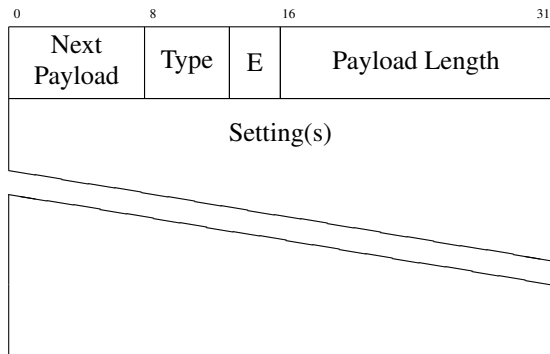 0 8 16 31
Next
Payload
Type
E
Payload Length
Setting(s)